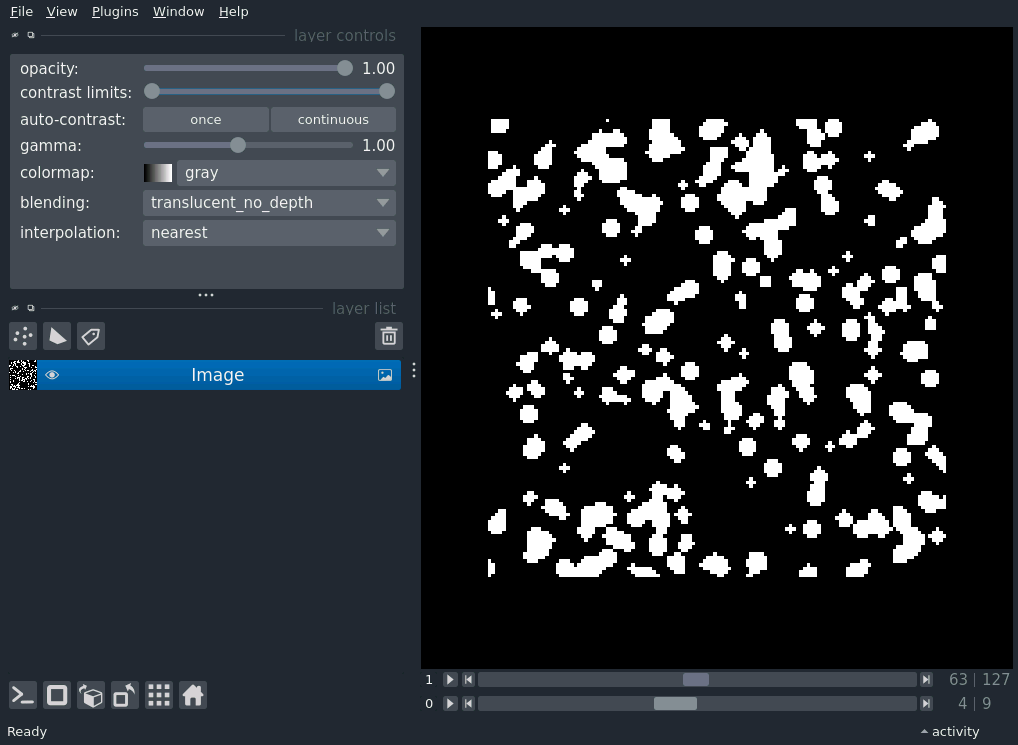 File View Plugins Window Help
layer controls
opacity: 1.00
contrast limits:
auto-contrast: once continuous
gamma: 1.00
colormap: gray
blending: translucent_no_depth
interpolation: nearest
layer list
Image
1 63 | 127
0 4 | 9
Ready activity